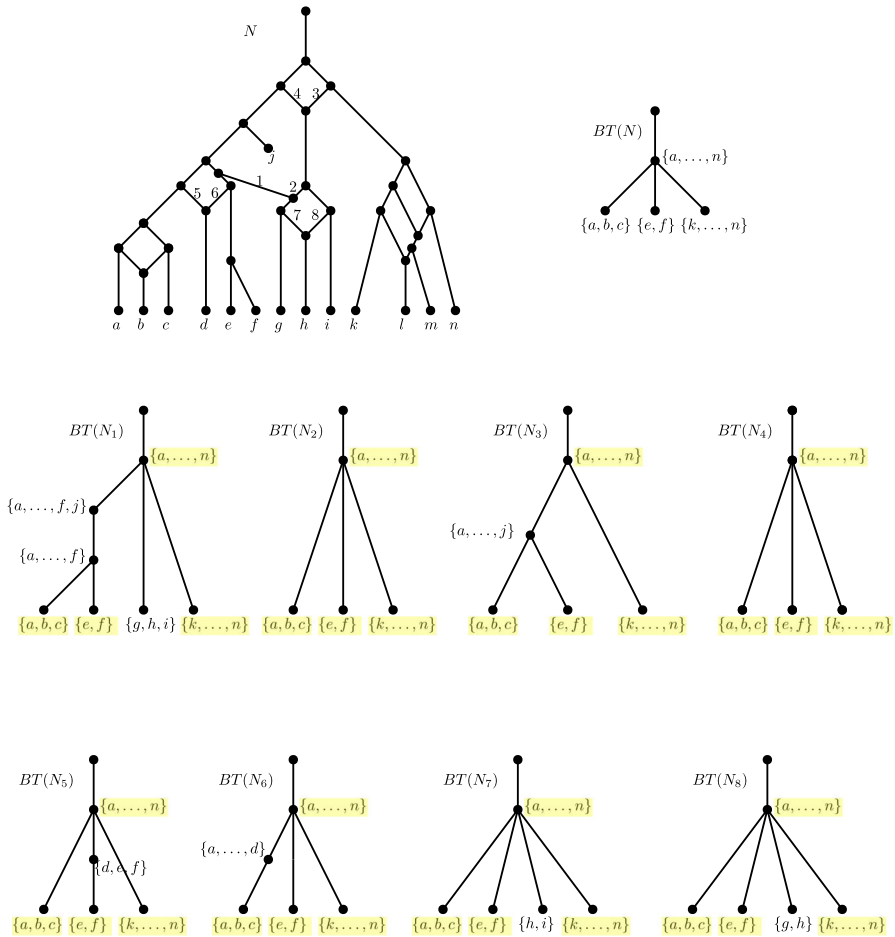 N
4 3
BT(N)
{a, . . . , n}
j
1
5 6
2
7 8
{a, b, c} {e, f} {k, . . . , n}
a b c d e f g h i k l m n
BT(N₁) BT(N₂) BT(N₃) BT(N₄)
{a, . . . , n} {a, . . . , n} {a, . . . , n} {a, . . . , n}
{a, . . . , f, j}
{a, . . . , j}
{a, . . . , f}
{a, b, c} {e, f} {g, h, i} {k, . . . , n} {a, b, c} {e, f} {k, . . . , n} {a, b, c} {e, f} {k, . . . , n} {a, b, c} {e, f} {k, . . . , n}
BT(N₅) BT(N₆) BT(N₇) BT(N₈)
{a, . . . , n} {a, . . . , n} {a, . . . , n} {a, . . . , n}
{a, . . . , d}
{d, e, f}
{a, b, c} {e, f} {k, . . . , n} {a, b, c} {e, f} {k, . . . , n} {a, b, c} {e, f} {h, i} {k, . . . , n} {a, b, c} {e, f} {g, h} {k, . . . , n}